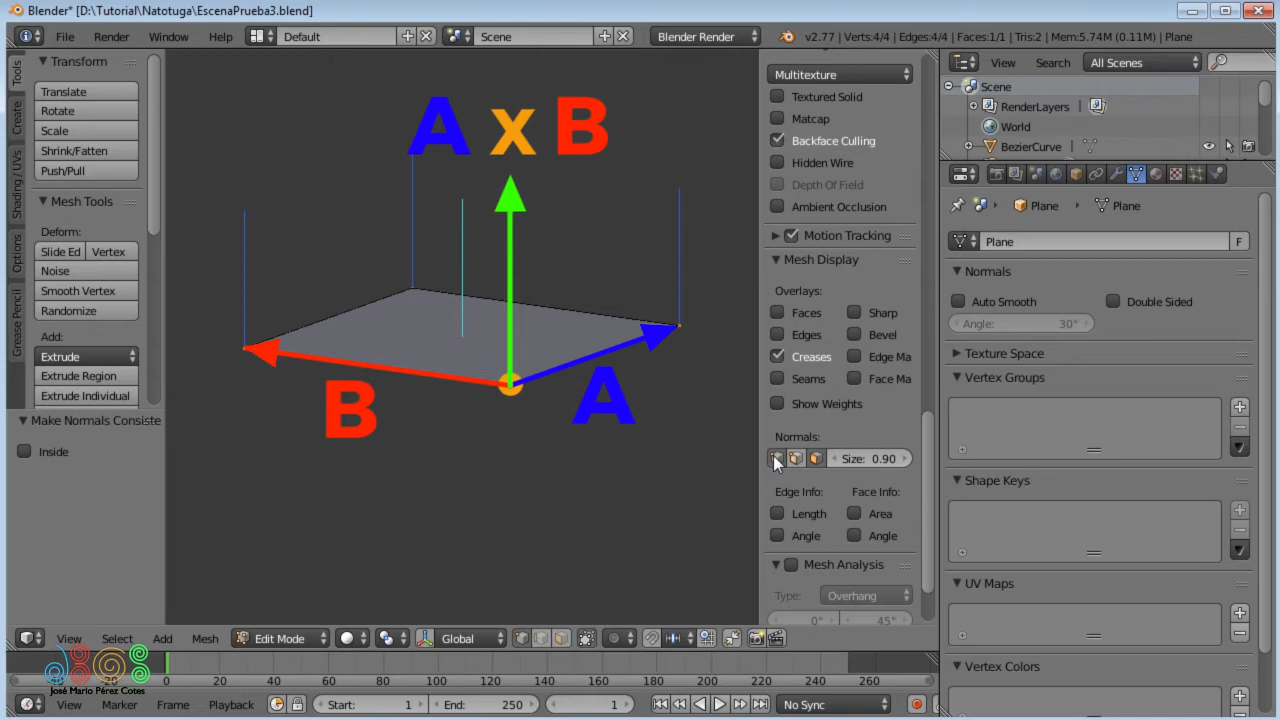 Blender* [D:\Tutorial\Natotuga\EscenaPrueba3.blend]
File Render Window Help Default Scene Blender Render v2.77 | Verts:4/4 | Edges:4/4 | Faces:1/1 | Tris:2 | Mem:5.74M (0.11M) | Plane
Tools
Create
Shading / UVs
Options
Grease Pencil
Transform
Translate
Rotate
Scale
Shrink/Fatten
Push/Pull
Mesh Tools
Deform:
Slide Ed Vertex
Noise
Smooth Vertex
Randomize
Add:
Extrude
Extrude Region
Extrude Individual
Make Normals Consiste
Inside
A x B
B
A
Multitexture
Textured Solid
Matcap
Backface Culling
Hidden Wire
Depth Of Field
Ambient Occlusion
Motion Tracking
Mesh Display
Overlays:
Faces Sharp
Edges Bevel
Creases Edge Ma
Seams Face Ma
Show Weights
Normals:
Size: 0.90
Edge Info: Face Info:
Length Area
Angle Angle
Mesh Analysis
Type: Overhang
0° 45°
View Search All Scenes
Scene
RenderLayers
World
BezierCurve
Plane Plane
Plane F
Normals
Auto Smooth Double Sided
Angle: 30°
Texture Space
Vertex Groups
Shape Keys
UV Maps
Vertex Colors
View Select Add Mesh Edit Mode Global
José Mario Pérez Cotes
0 20 40 60 80 100 120 140 160 180 200 220 240 260
View Marker Frame Playback Start: 1 End: 250 1 No Sync